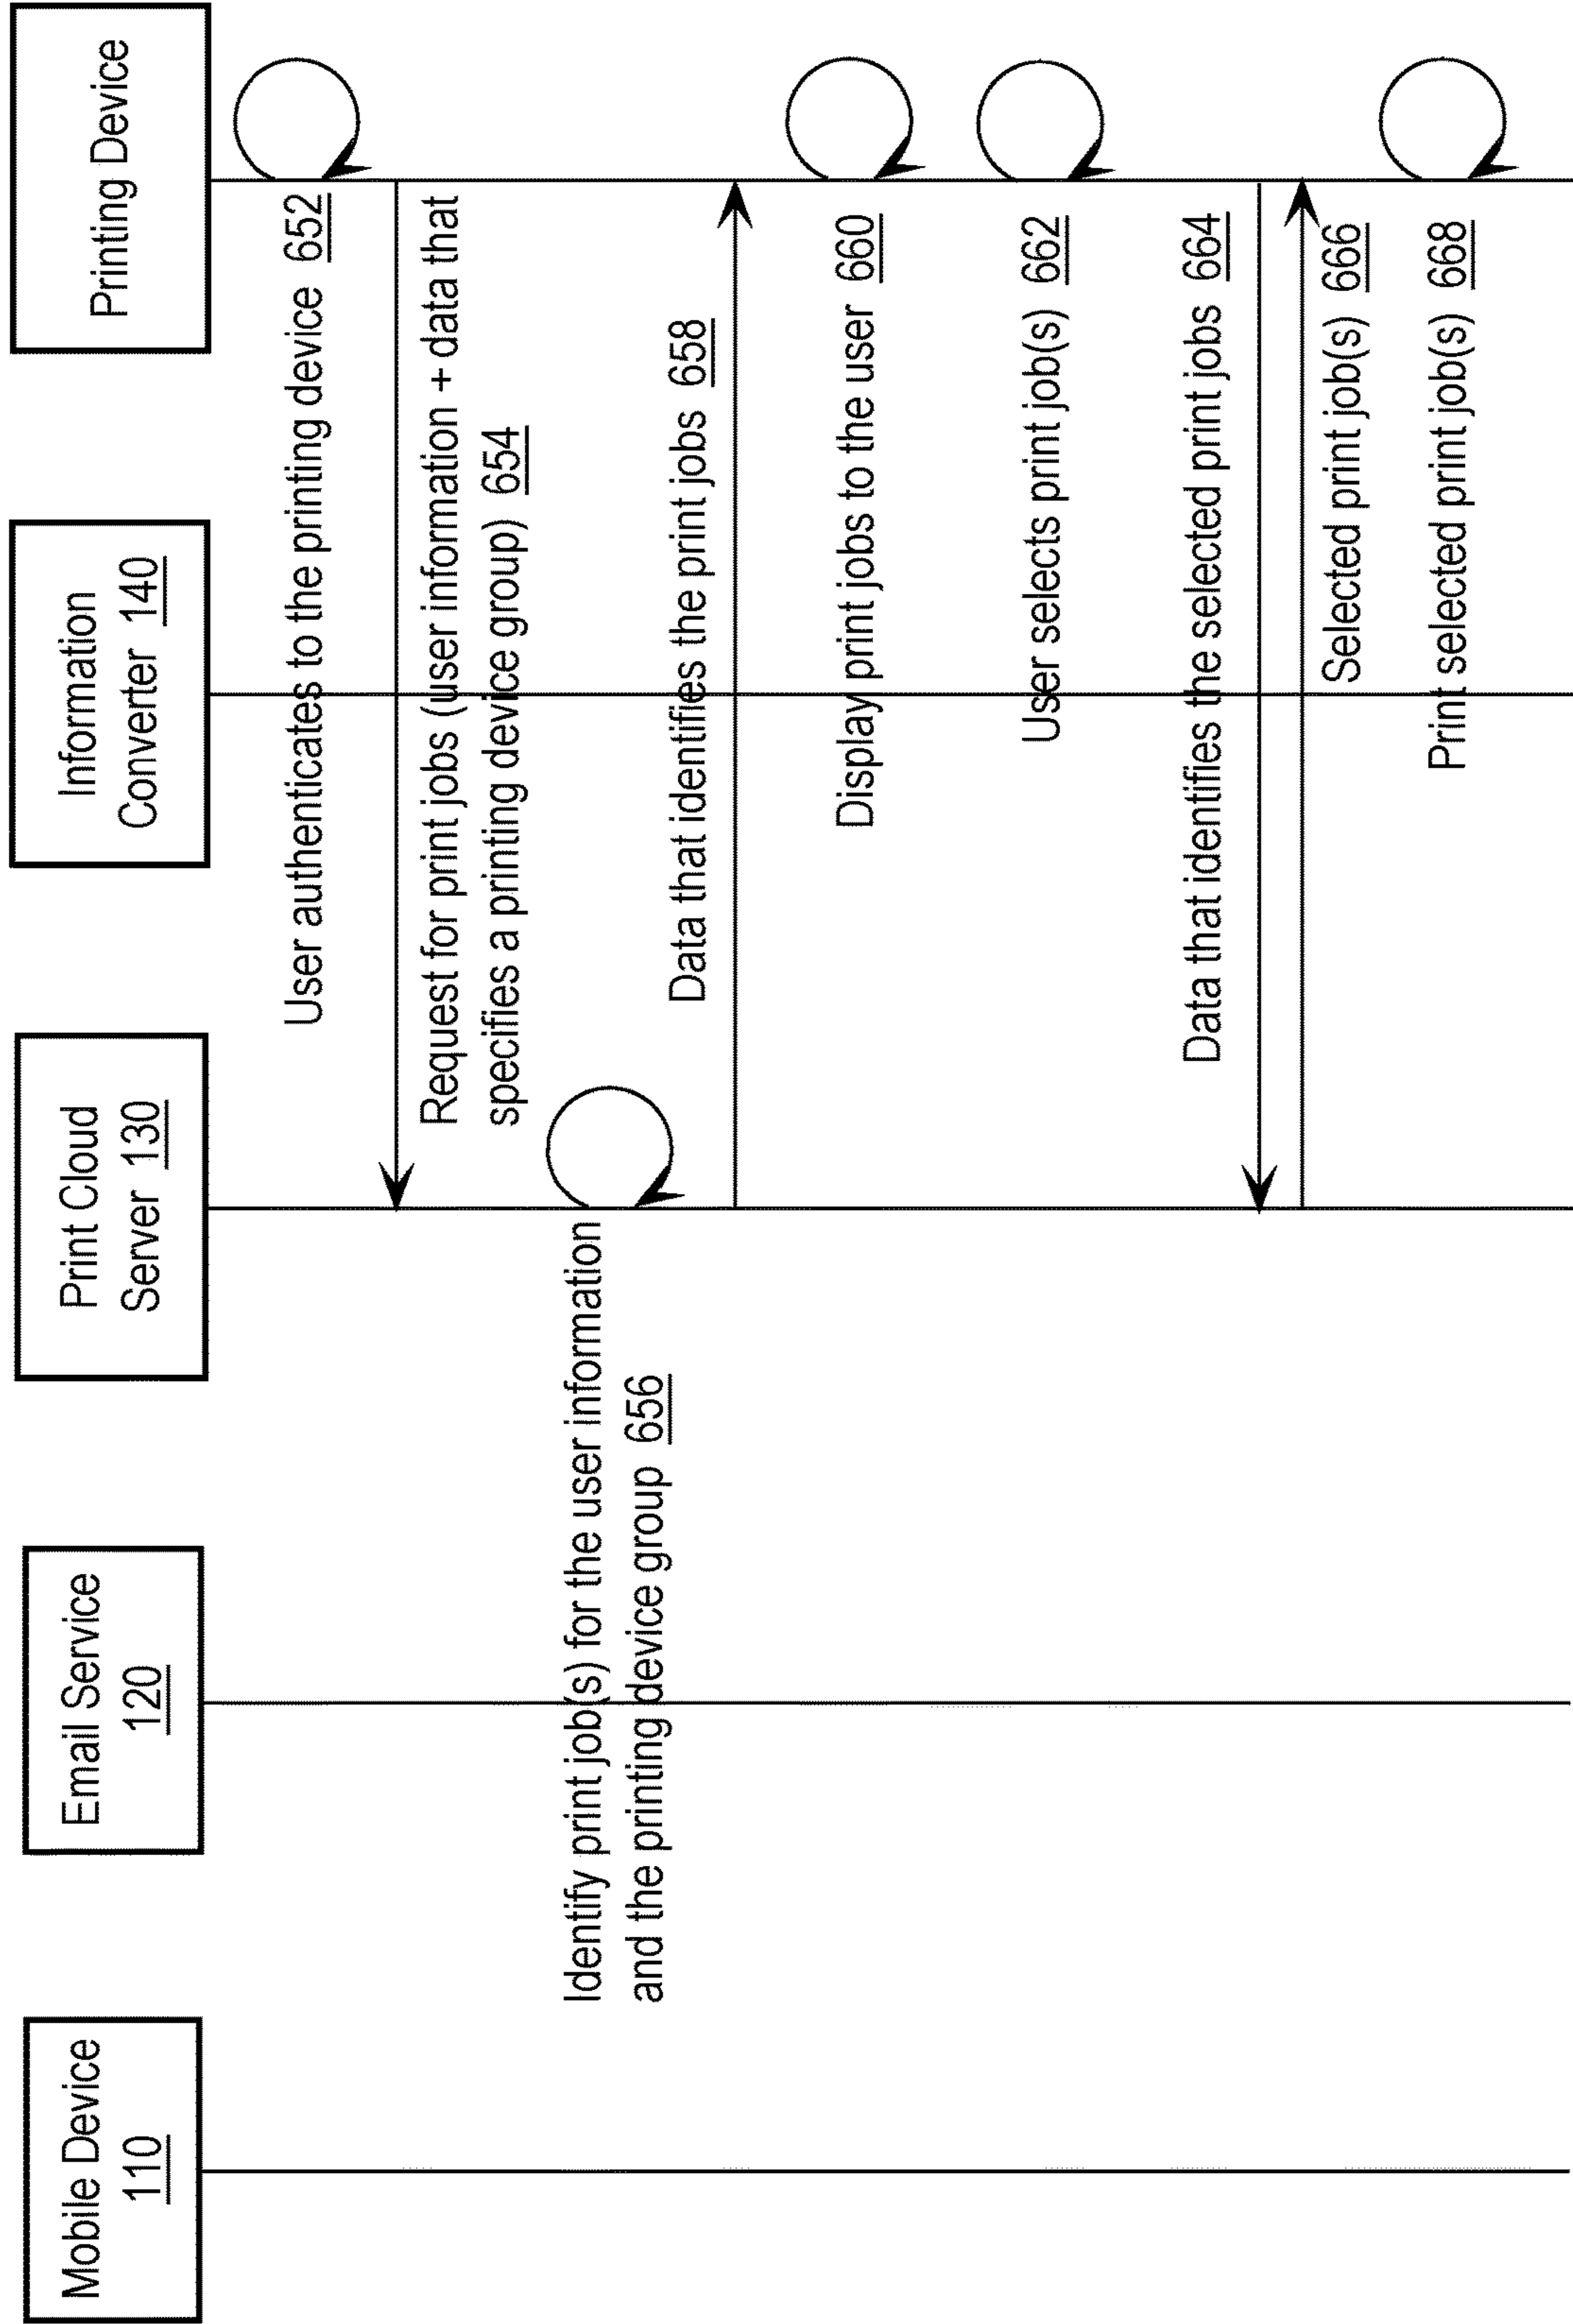 Mobile Device
110
Email Service
120
Print Cloud
Server 130
Information
Converter 140
Printing Device
User authenticates to the printing device 652
Request for print jobs (user information + data that
specifies a printing device group) 654
Identify print job(s) for the user information
and the printing device group 656
Data that identifies the print jobs 658
Display print jobs to the user 660
User selects print job(s) 662
Data that identifies the selected print jobs 664
Selected print job(s) 666
Print selected print job(s) 668